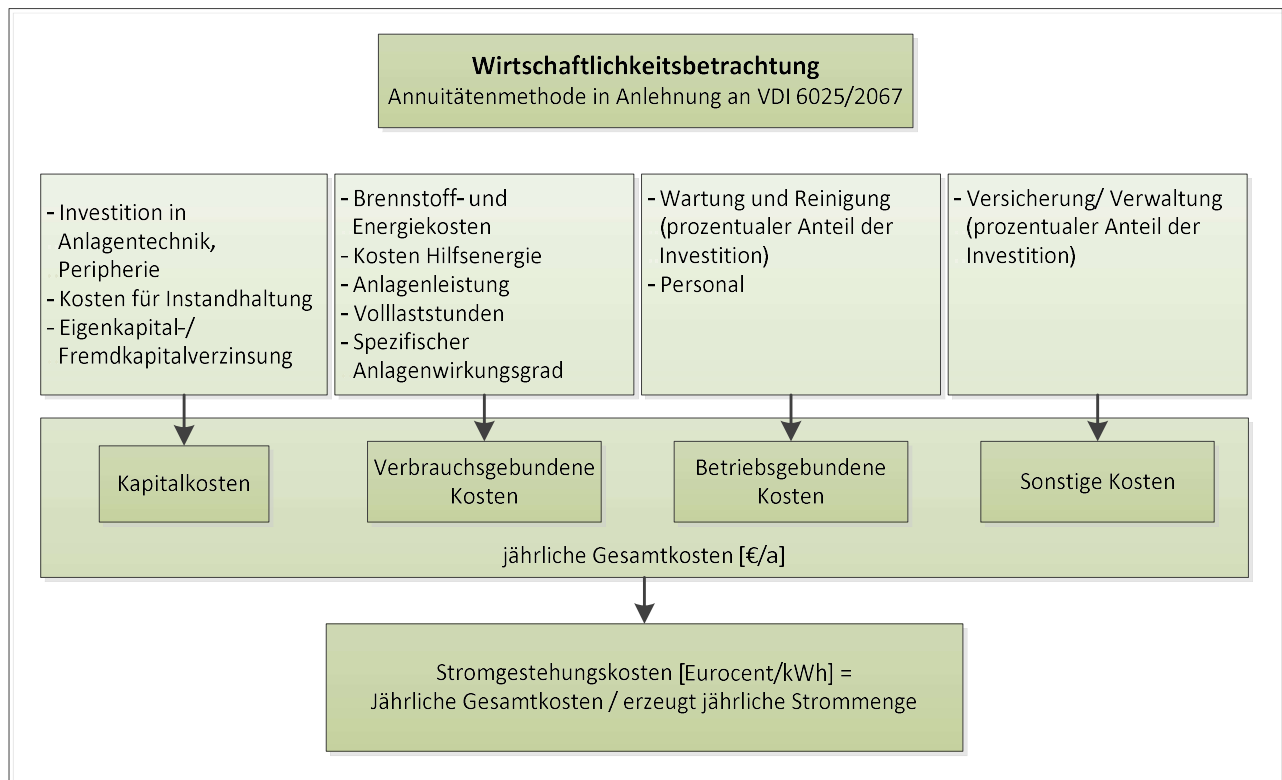 Wirtschaftlichkeitsbetrachtung
Annuitätenmethode in Anlehnung an VDI 6025/2067
- Investition in
Anlagentechnik,
Peripherie
- Kosten für Instandhaltung
- Eigenkapital-/
Fremdkapitalverzinsung
- Brennstoff- und
Energiekosten
- Kosten Hilfsenergie
- Anlagenleistung
- Volllaststunden
- Spezifischer
Anlagenwirkungsgrad
- Wartung und Reinigung
(prozentualer Anteil der
Investition)
- Personal
- Versicherung/ Verwaltung
(prozentualer Anteil der
Investition)
Kapitalkosten
Verbrauchsgebundene
Kosten
Betriebsgebundene
Kosten
Sonstige Kosten
jährliche Gesamtkosten [€/a]
Stromgestehungskosten [Eurocent/kWh] =
Jährliche Gesamtkosten / erzeugt jährliche Strommenge